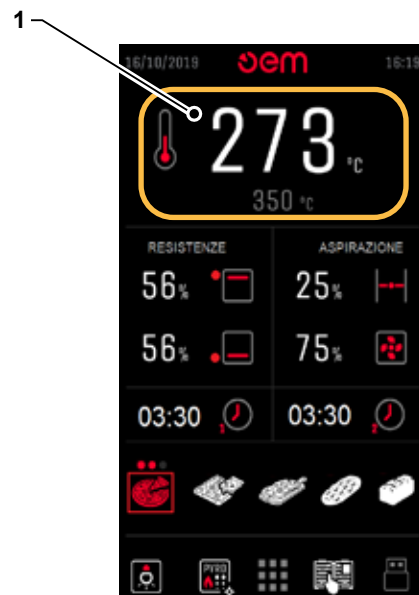 1
16/10/2019 oem 16:19
273 °C
350 °C
RESISTENZE ASPIRAZIONE
56% 25%
56% 75%
03:30 1 03:30 2
PYRO